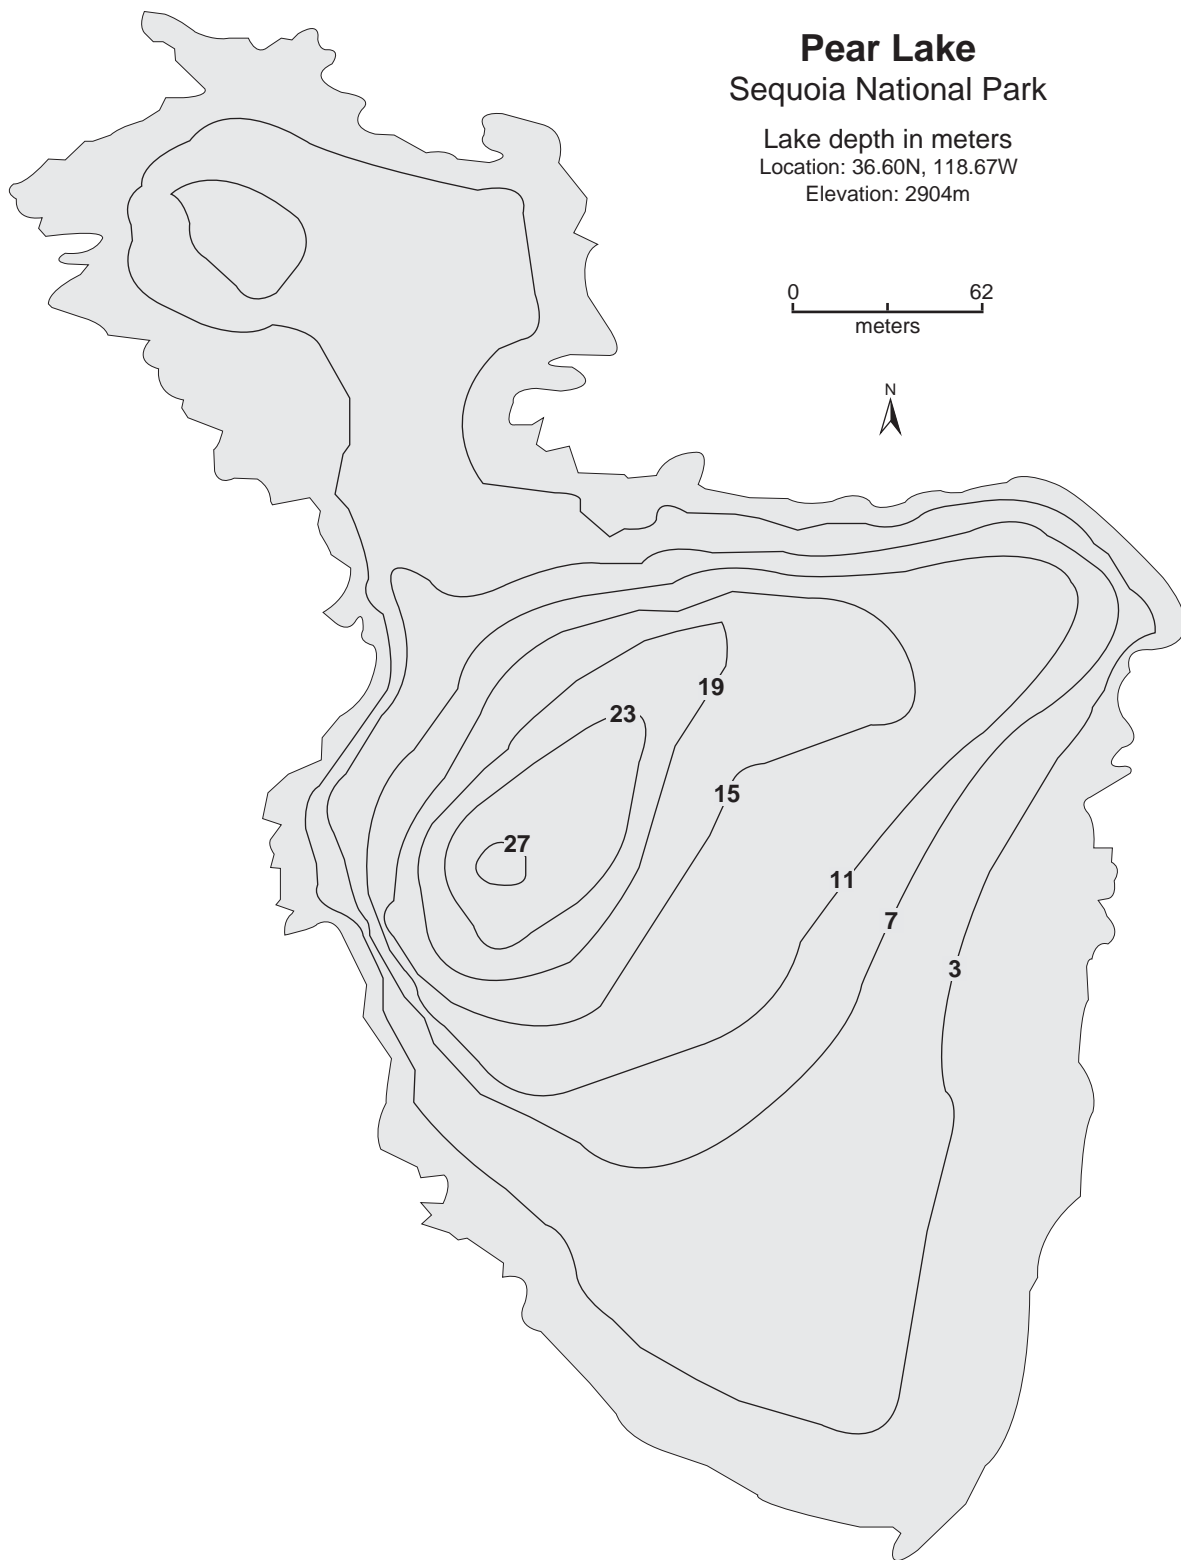 Pear Lake
Sequoia National Park
Lake depth in meters
Location: 36.60N, 118.67W
Elevation: 2904m
0 62
meters
N
19
23
15
27
11
7
3